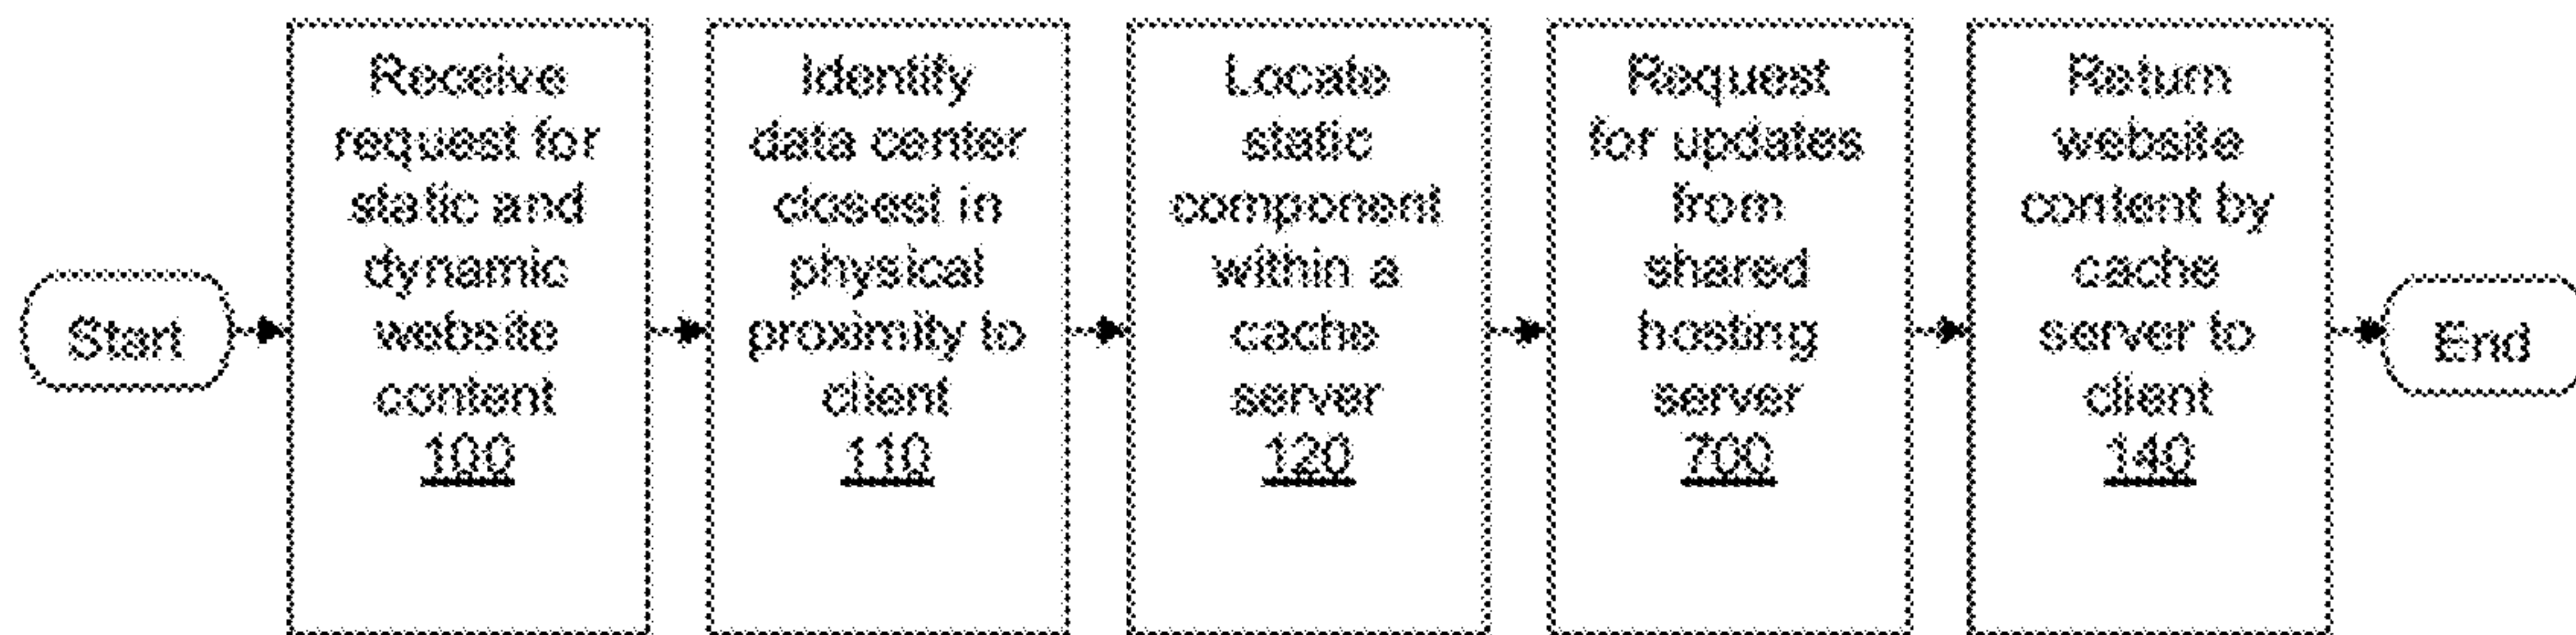 Start
Receive
request for
static and
dynamic
website
content
100
Identify
data center
closest in
physical
proximity to
client
110
Locate
static
component
within a
cache
server
120
Request
for updates
from
shared
hosting
server
700
Return
website
content by
cache
server to
client
140
End